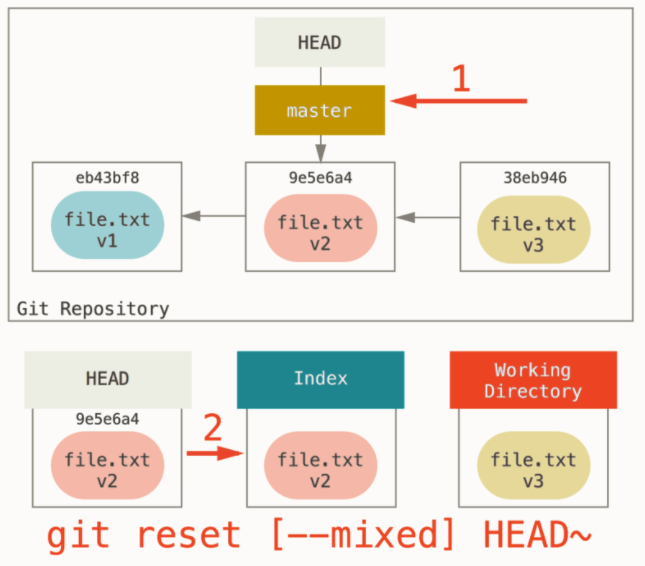 HEAD
1
master
eb43bf8
9e5e6a4
38eb946
file.txt
v1
file.txt
v2
file.txt
v3
Git Repository
HEAD
Index
Working
Directory
9e5e6a4
2
file.txt
v2
file.txt
v2
file.txt
v3
git reset [--mixed] HEAD~